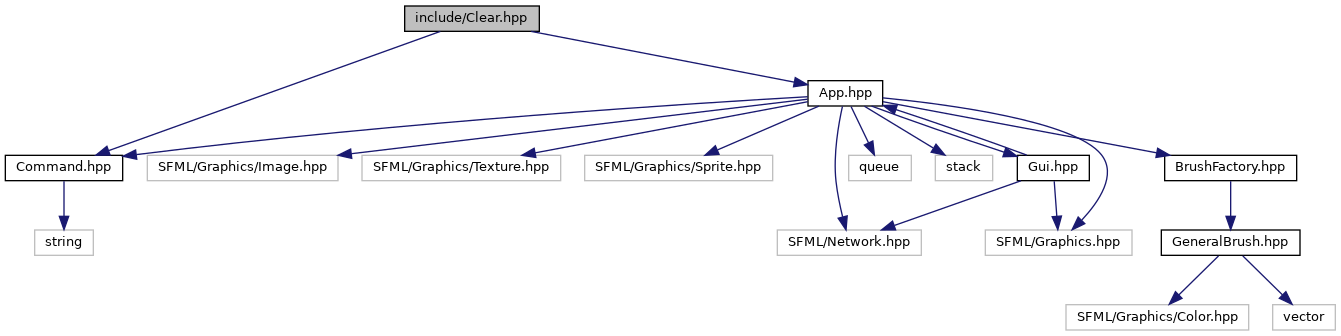 include/Clear.hpp
App.hpp
Command.hpp
SFML/Graphics/Image.hpp
SFML/Graphics/Texture.hpp
SFML/Graphics/Sprite.hpp
queue
stack
Gui.hpp
BrushFactory.hpp
string
SFML/Network.hpp
SFML/Graphics.hpp
GeneralBrush.hpp
SFML/Graphics/Color.hpp
vector